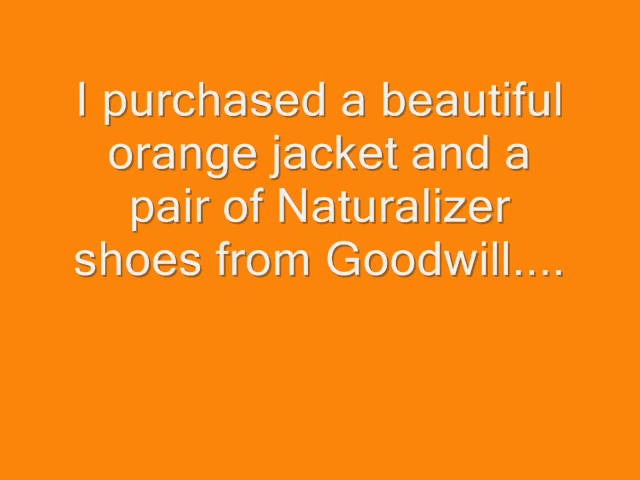 I purchased a beautiful
orange jacket and a
pair of Naturalizer
shoes from Goodwill....